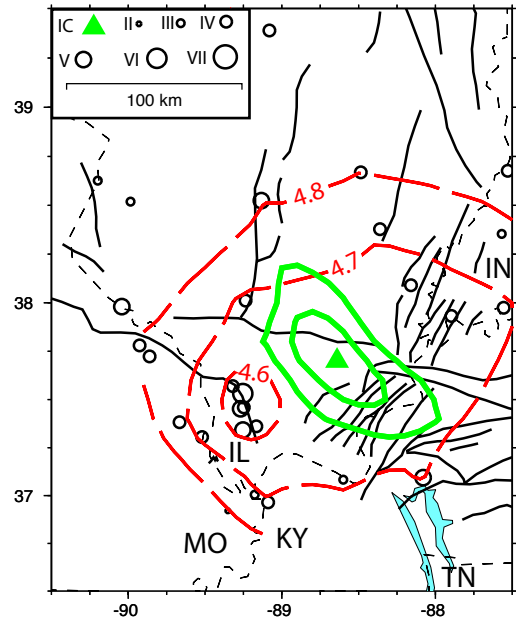 IC II III IV
V VI VII
100 km
39
38
37
4.8
4.7
4.6
IN
IL
MO KY
TN
-90 -89 -88